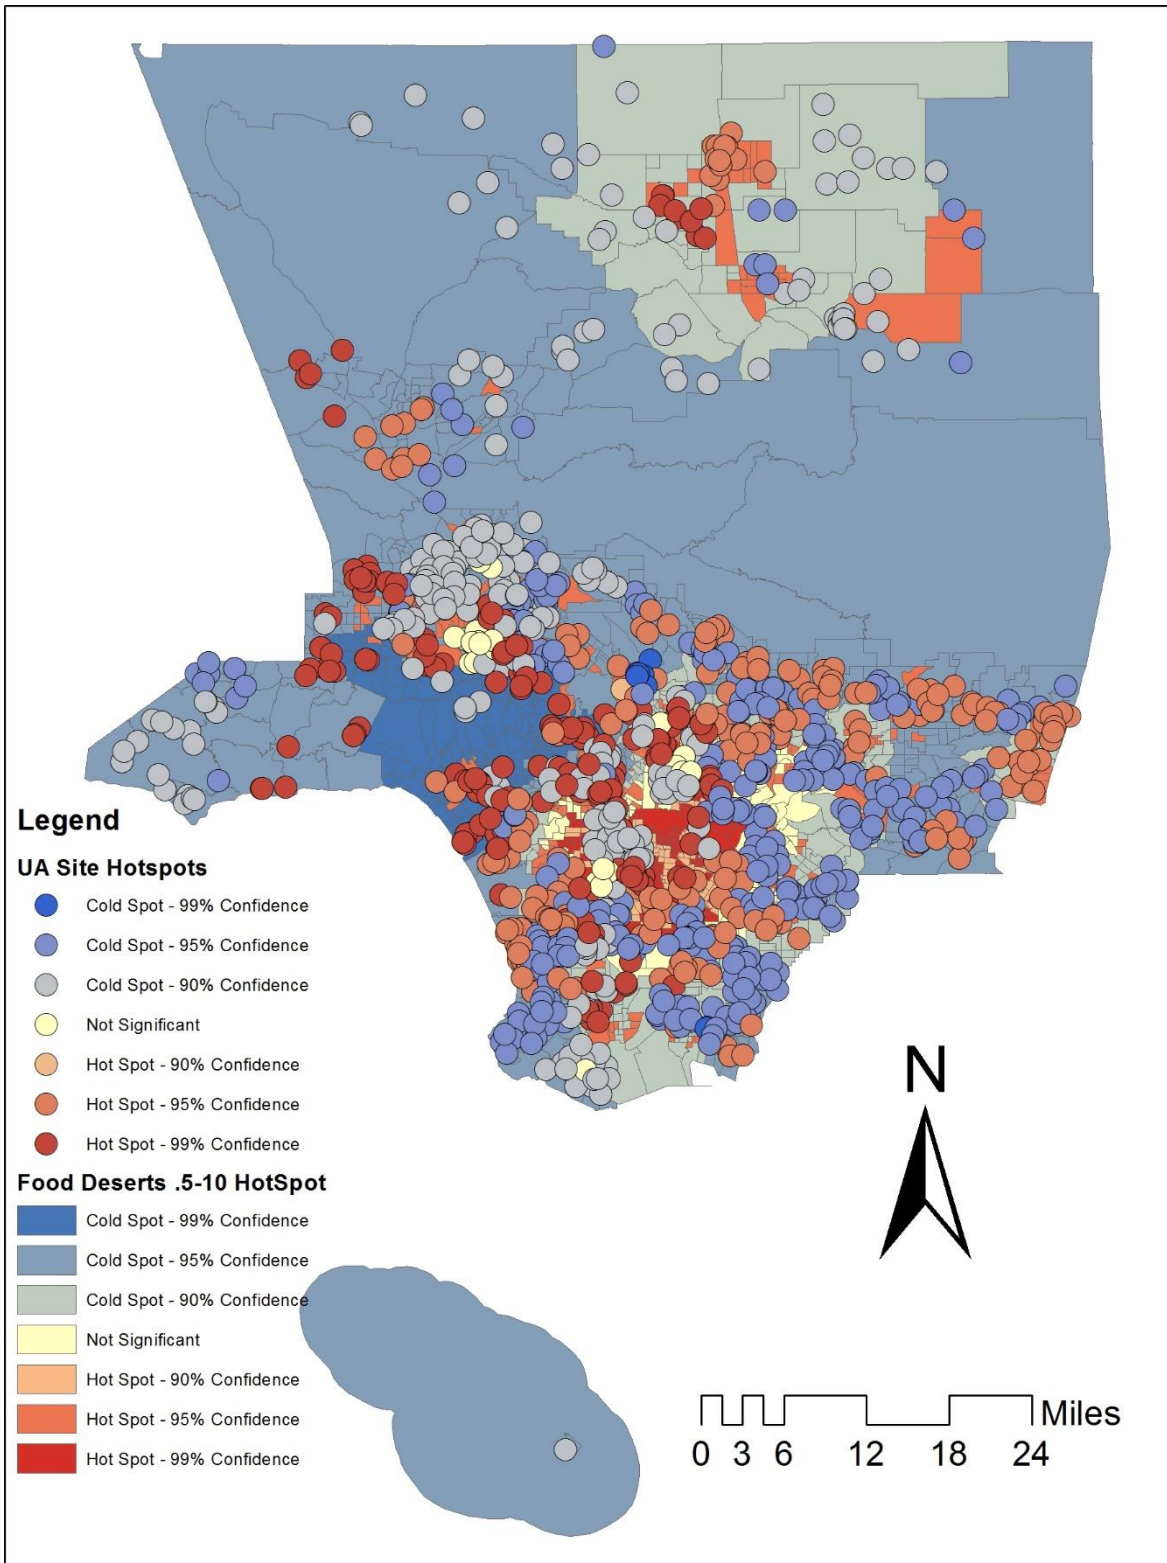 Legend
UA Site Hotspots
Cold Spot - 99% Confidence
Cold Spot - 95% Confidence
Cold Spot - 90% Confidence
Not Significant
Hot Spot - 90% Confidence
Hot Spot - 95% Confidence
Hot Spot - 99% Confidence
Food Deserts .5-10 HotSpot
Cold Spot - 99% Confidence
Cold Spot - 95% Confidence
Cold Spot - 90% Confidence
Not Significant
Hot Spot - 90% Confidence
Hot Spot - 95% Confidence
Hot Spot - 99% Confidence
N
Miles
0 3 6 12 18 24